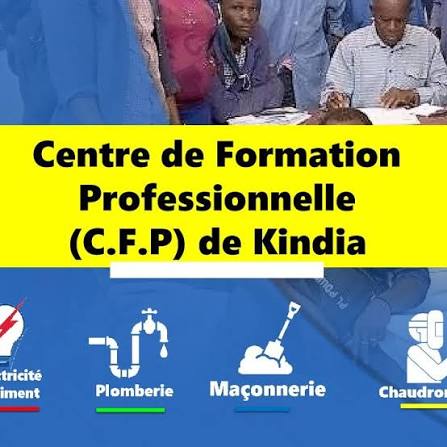 Centre de Formation
Professionnelle
(C.F.P) de Kindia
Plomberie
Maçonnerie